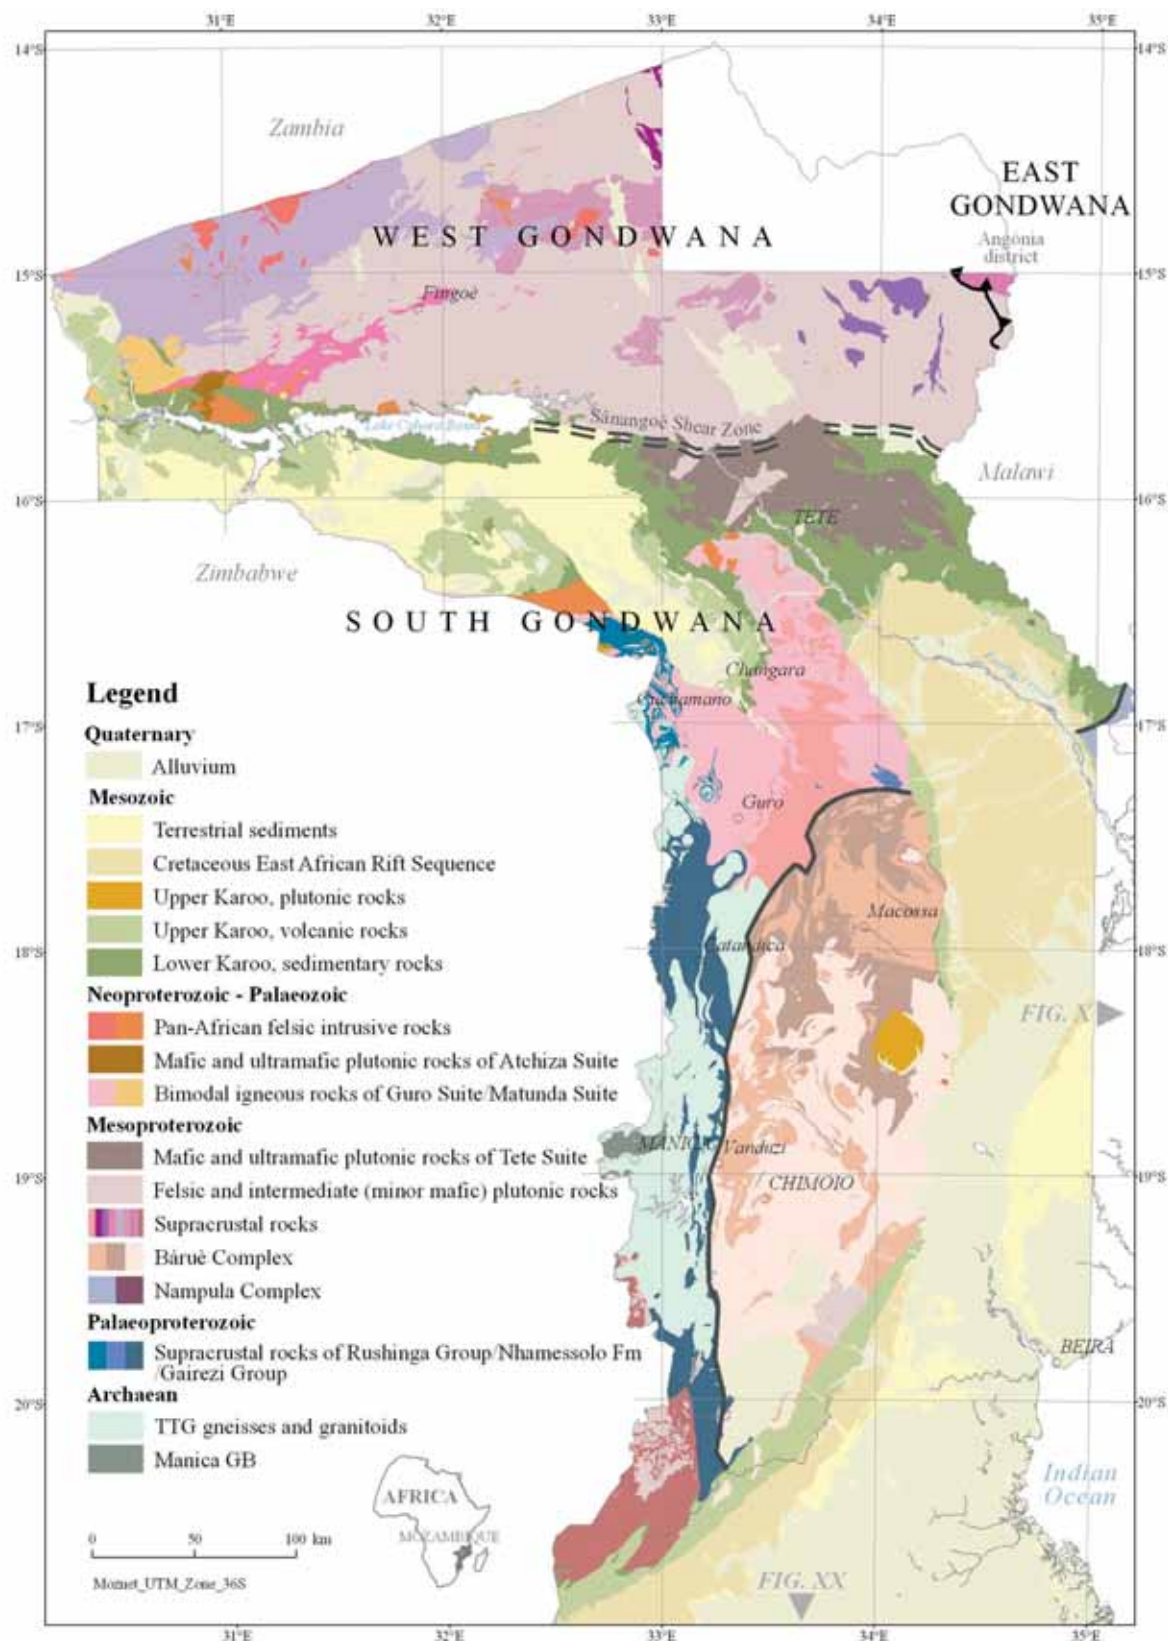 31°E 32°E 33°E 34°E 35°E
14°S 14°S
Zambia
EAST
GONDWANA
WEST GONDWANA
Angónia
district
15°S 15°S
Fingoè
Sanangoè Shear Zone
Lake Cahora Bassa
Malawi
16°S 16°S
TETE
Zimbabwe
SOUTH GONDWANA
Changara
Legend
Quaternary
17°S 17°S
Alluvium
Mesozoic
Guro
Terrestrial sediments
Cretaceous East African Rift Sequence
Upper Karoo, plutonic rocks
Macossa
Upper Karoo, volcanic rocks
Catandica
18°S 18°S
Lower Karoo, sedimentary rocks
Neoproterozoic - Palaeozoic
FIG. X
Pan-African felsic intrusive rocks
Mafic and ultramafic plutonic rocks of Atchiza Suite
Bimodal igneous rocks of Guro Suite/Matunda Suite
Mesoproterozoic
MANICA Vanduzi
Mafic and ultramafic plutonic rocks of Tete Suite
19°S 19°S
Felsic and intermediate (minor mafic) plutonic rocks
CHIMOIO
Supracrustal rocks
Báruè Complex
Nampula Complex
Palaeoproterozoic
BEIRA
Supracrustal rocks of Rushinga Group/Nhamessolo Fm
/Gairezi Group
Archaean
20°S 20°S
TTG gneisses and granitoids
Manica GB
Indian
Ocean
AFRICA
MOZAMBIQUE
0 50 100 km
Moznet_UTM_Zone_36S
FIG. XX
31°E 32°E 33°E 34°E 35°E